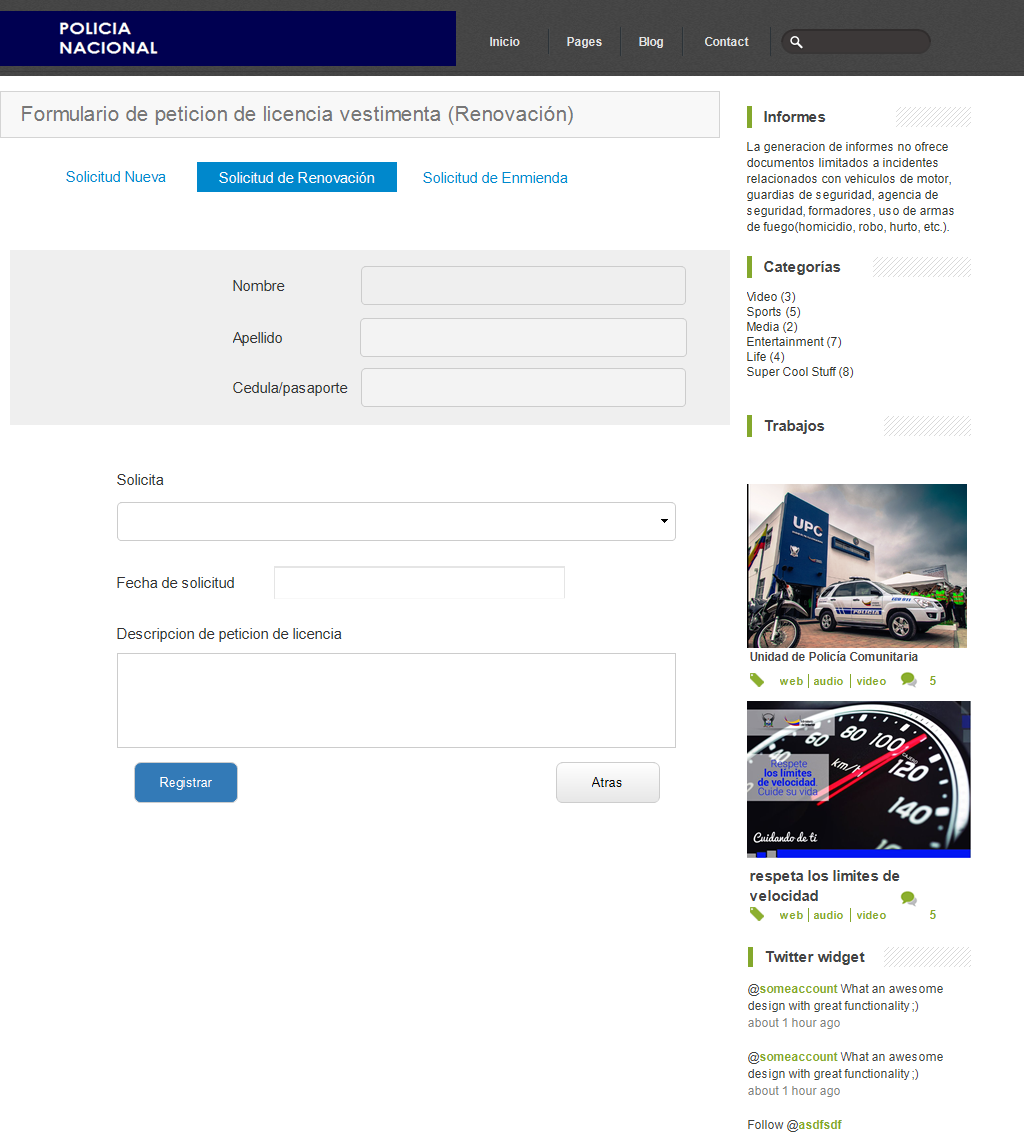 POLICIA
NACIONAL
Inicio
Pages
Blog
Contact
Formulario de peticion de licencia vestimenta (Renovación)
Solicitud Nueva
Solicitud de Renovación
Solicitud de Enmienda
Nombre
Apellido
Cedula/pasaporte
Solicita
Fecha de solicitud
Descripcion de peticion de licencia
Registrar
Atras
Informes
La generacion de informes no ofrece
documentos limitados a incidentes
relacionados con vehiculos de motor,
guardias de seguridad, agencia de
seguridad, formadores, uso de armas
de fuego(homicidio, robo, hurto, etc.).
Categorías
Video (3)
Sports (5)
Media (2)
Entertainment (7)
Life (4)
Super Cool Stuff (8)
Trabajos
UPC
POLICIA
Unidad de Policía Comunitaria
web | audio | video 5
60 80 100 120 140
km/h
Respete
los límites
de velocidad.
Cuide su vida
Cuidando de ti
respeta los limites de
velocidad
web | audio | video 5
Twitter widget
@someaccount What an awesome
design with great functionality ;)
about 1 hour ago
@someaccount What an awesome
design with great functionality ;)
about 1 hour ago
Follow @asdfsdf